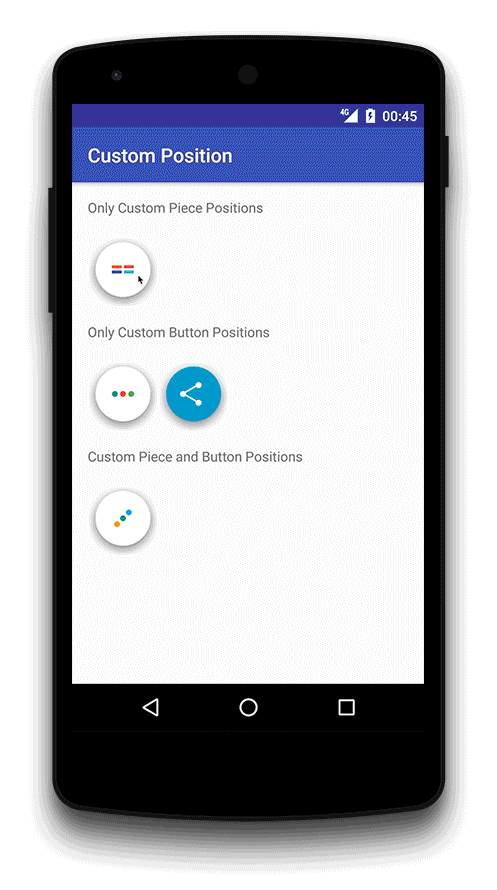 4G 00:45
Custom Position
Only Custom Piece Positions
Only Custom Button Positions
Custom Piece and Button Positions